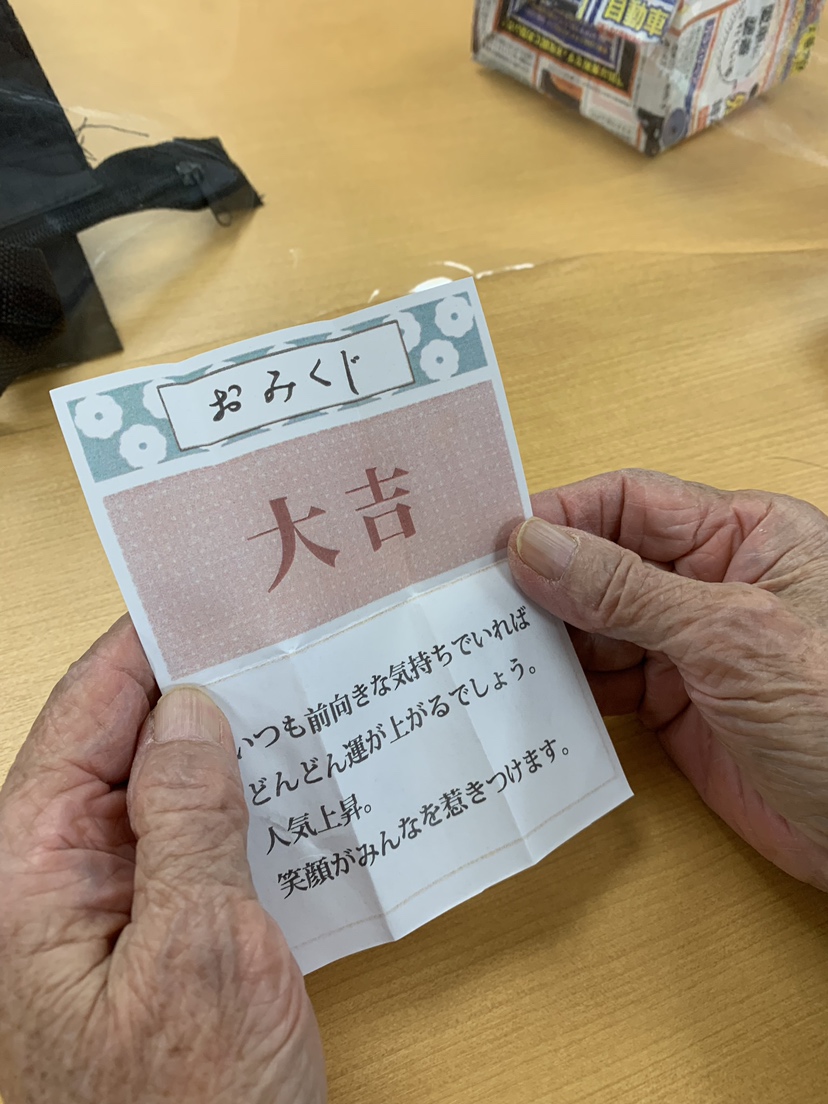 自動車
おみくじ
大吉
いつも前向きな気持ちでいれば
どんどん運が上がるでしょう。
人気上昇。
笑顔がみんなを惹きつけます。